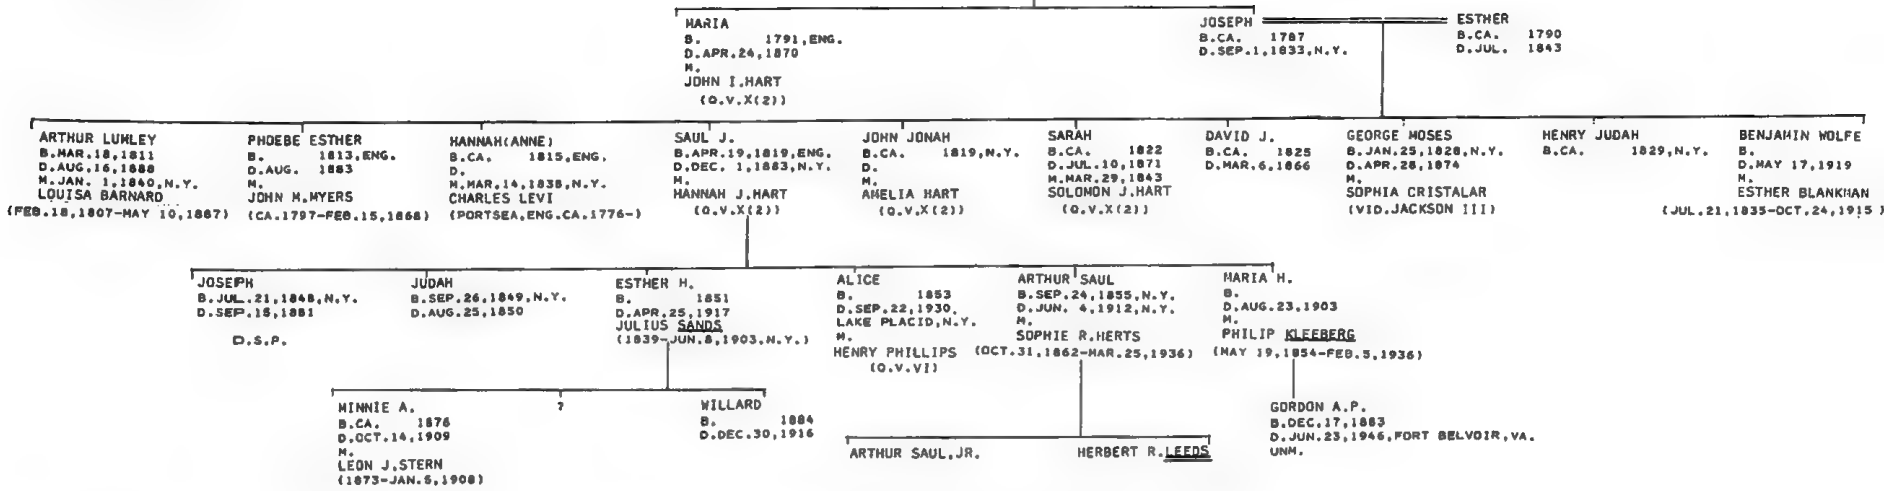 MARIA
B. 1791,ENG.
D.APR.24,1870
M.
JOHN I.HART
(Q.V.X(2))
JOSEPH
B.CA. 1787
D.SEP.1,1833,N.Y.
ESTHER
B.CA. 1790
D.JUL. 1843
ARTHUR LUMLEY
B.MAR.18,1811
D.AUG.16,1888
M.JAN. 1,1840,N.Y.
LOUISA BARNARD
(FEB.18,1807-MAY 10,1887)
PHOEBE ESTHER
B. 1813,ENG.
D.AUG. 1883
M.
JOHN M.MYERS
(CA.1797-FEB.15,1868)
HANNAH(ANNE)
B.CA. 1815,ENG.
D.
M.MAR.14,1838,N.Y.
CHARLES LEVI
(PORTSEA,ENG.CA.1776-)
SAUL J.
B.APR.19,1819,ENG.
D.DEC. 1,1883,N.Y.
M.
HANNAH J.HART
(Q.V.X(2))
JOHN JONAH
B.CA. 1819,N.Y.
D.
M.
AMELIA HART
(Q.V.X(2))
SARAH
B.CA. 1822
D.JUL.10,1871
M.MAR.29,1843
SOLOMON J.HART
(Q.V.X(2))
DAVID J.
B.CA. 1825
D.MAR.6,1866
GEORGE MOSES
B.JAN.25,1828,N.Y.
D.APR.28,1874
M.
SOPHIA CRISTALAR
(VID.JACKSON III)
HENRY JUDAH
B.CA. 1829,N.Y.
BENJAMIN WOLFE
B.
D.MAY 17,1919
M.
ESTHER BLANKMAN
(JUL.21,1835-OCT.24,1915)
JOSEPH
B.JUL.21,1848,N.Y.
D.SEP.15,1881
D.S.P.
JUDAH
B.SEP.26,1849,N.Y.
D.AUG.25,1850
ESTHER H.
B. 1851
D.APR.25,1917
JULIUS SANDS
(1839-JUN.8,1903,N.Y.)
ALICE
B. 1853
D.SEP.22,1930,
LAKE PLACID,N.Y.
M.
HENRY PHILLIPS
(Q.V.VI)
ARTHUR SAUL
B.SEP.24,1855,N.Y.
D.JUN. 4,1912,N.Y.
M.
SOPHIE R.HERTS
(OCT.31,1862-MAR.25,1936)
MARIA H.
B.
D.AUG.23,1903
M.
PHILIP KLEEBERG
(MAY 19,1854-FEB.5,1936)
MINNIE A.
B.CA. 1876
D.OCT.14,1909
M.
LEON J.STERN
(1873-JAN.5,1908)
?
WILLARD
B. 1884
D.DEC.30,1916
ARTHUR SAUL,JR.
HERBERT R.LEEDS
GORDON A.P.
B.DEC.17,1883
D.JUN.23,1946,FORT BELVOIR,VA.
UNM.